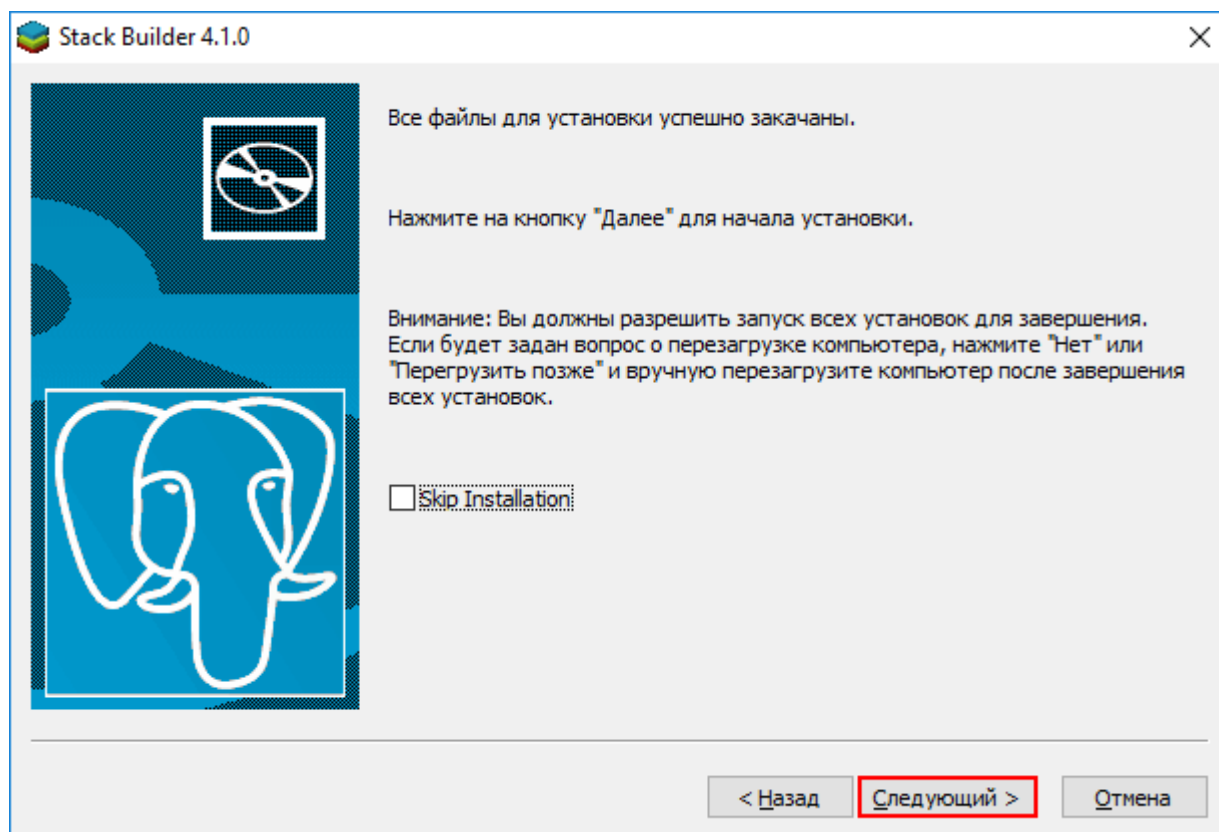 Stack Builder 4.1.0
Все файлы для установки успешно закачаны.
Нажмите на кнопку "Далее" для начала установки.
Внимание: Вы должны разрешить запуск всех установок для завершения.
Если будет задан вопрос о перезагрузке компьютера, нажмите "Нет" или
"Перегрузить позже" и вручную перезагрузите компьютер после завершения
всех установок.
Skip Installation
< Назад Следующий > Отмена